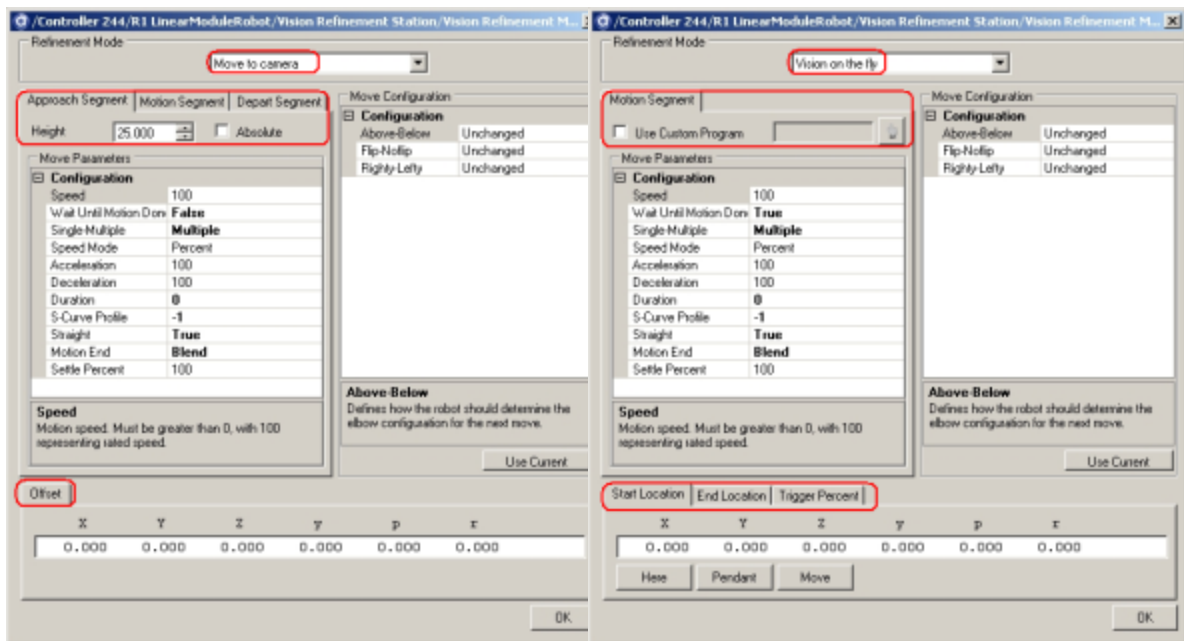 /Controller 244/R1 LinearModuleRobot/Vision Refinement Station/Vision Refinement M...
Refinement Mode
Move to camera
Approach Segment Motion Segment Depart Segment
Height 25.000 Absolute
Move Parameters
Configuration
Speed 100
Wait Until Motion Don False
Single-Multiple Multiple
Speed Mode Percent
Acceleration 100
Deceleration 100
Duration 0
S-Curve Profile -1
Straight True
Motion End Blend
Settle Percent 100
Speed
Motion speed. Must be greater than 0, with 100
representing rated speed.
Move Configuration
Configuration
Above-Below Unchanged
Flip-Noflip Unchanged
Righty-Lefty Unchanged
Above-Below
Defines how the robot should determine the
elbow configuration for the next move.
Use Current
Offset
X Y Z y p r
0.000 0.000 0.000 0.000 0.000 0.000
OK
/Controller 244/R1 LinearModuleRobot/Vision Refinement Station/Vision Refinement M...
Refinement Mode
Vision on the fly
Motion Segment
Use Custom Program
Move Parameters
Configuration
Speed 100
Wait Until Motion Don True
Single-Multiple Multiple
Speed Mode Percent
Acceleration 100
Deceleration 100
Duration 0
S-Curve Profile -1
Straight True
Motion End Blend
Settle Percent 100
Speed
Motion speed. Must be greater than 0, with 100
representing rated speed.
Move Configuration
Configuration
Above-Below Unchanged
Flip-Noflip Unchanged
Righty-Lefty Unchanged
Above-Below
Defines how the robot should determine the
elbow configuration for the next move.
Use Current
Start Location End Location Trigger Percent
X Y Z y p r
0.000 0.000 0.000 0.000 0.000 0.000
Here Pendant Move
OK